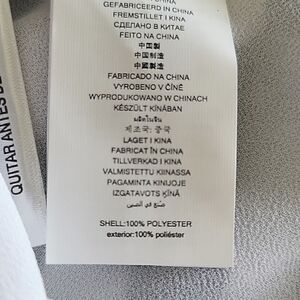 GEFABRICEERD IN CHINA
FREMSTILLET I KINA
СДЕЛАНО В КИТАЕ
FEITO NA CHINA
中国製
中国制造
中國製造
FABRICADO NA CHINA
VYROBENO V ČÍNĚ
WYPRODUKOWANO W CHINACH
KÉSZÜLT KÍNÁBAN
ผลิตในจีน
제조국: 중국
LAGET I KINA
FABRICAT ÎN CHINA
TILLVERKAD I KINA
VALMISTETTU KIINASSA
PAGAMINTA KINIJOJE
IZGATAVOTS ĶĪNĀ
صنع في الصين
SHELL:100% POLYESTER
exterior:100% poliéster
QUITAR ANTES DE